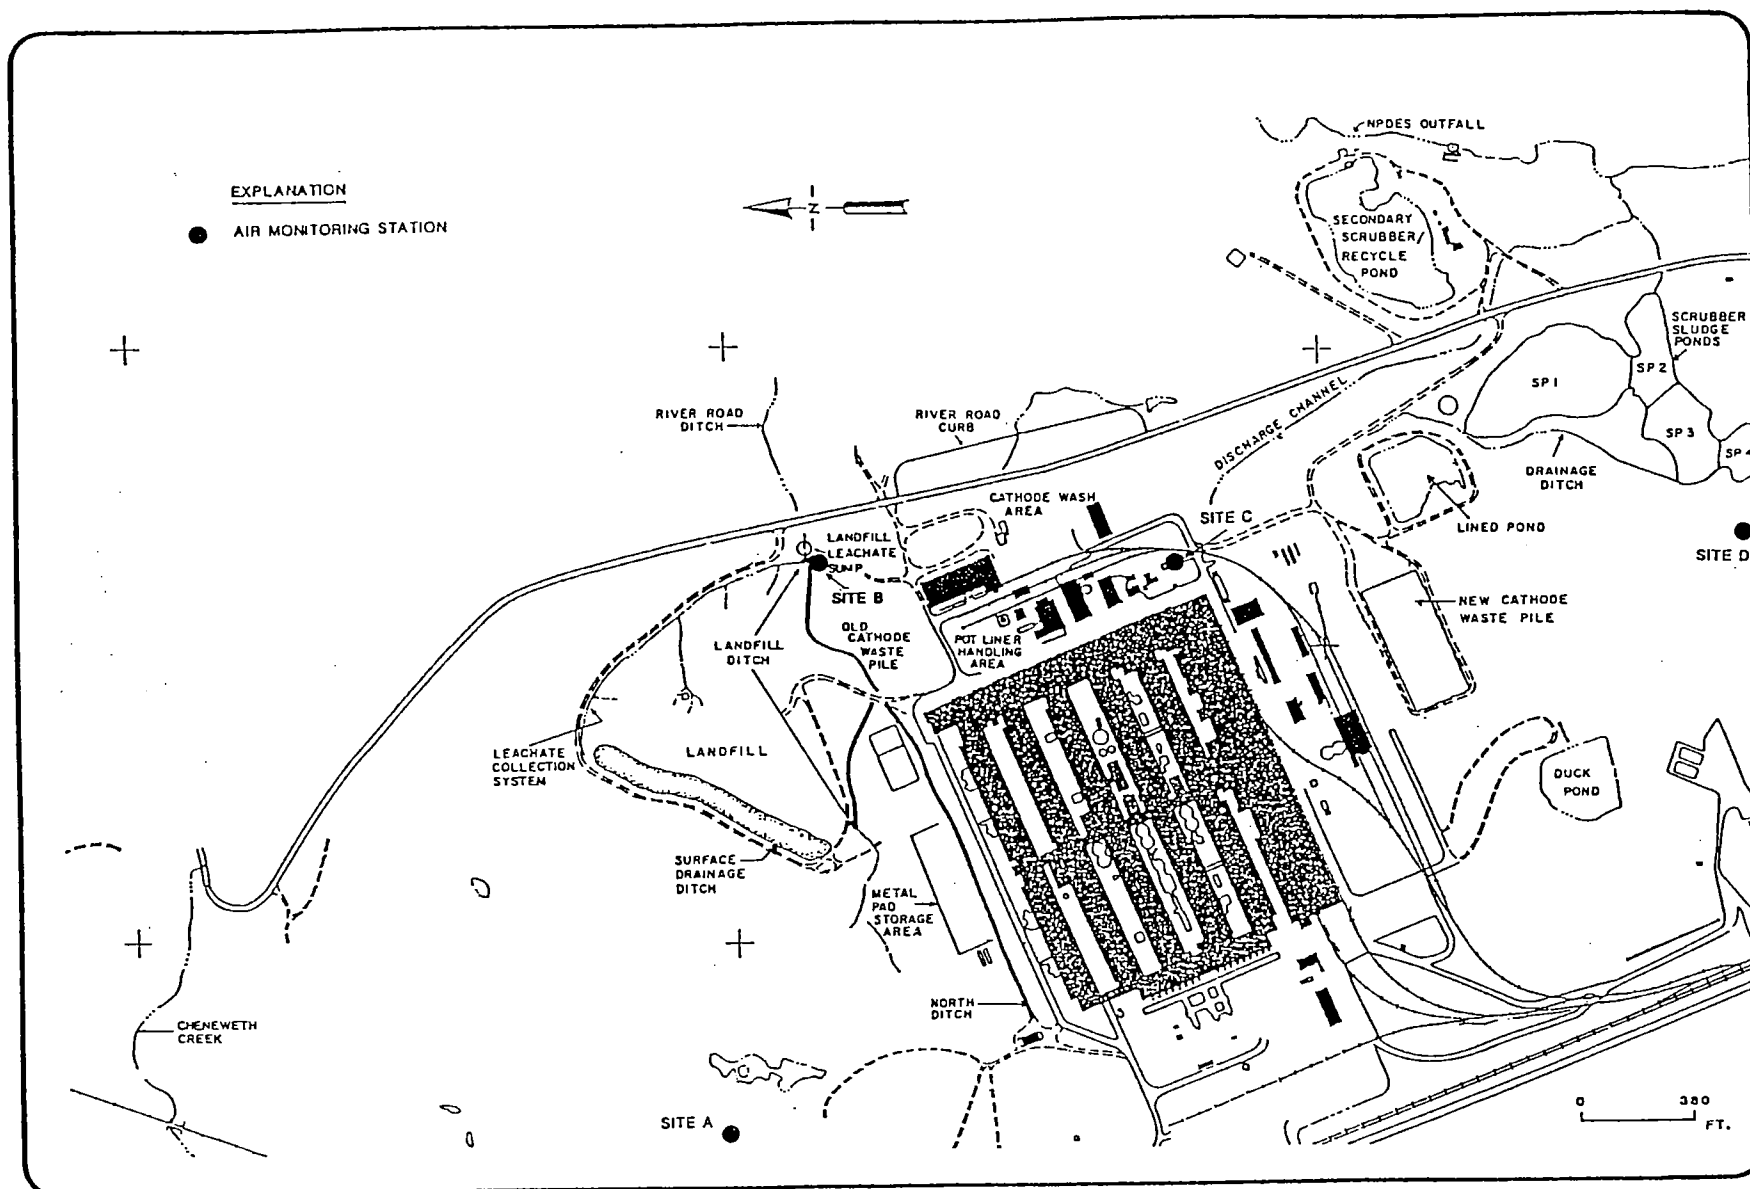 NPDES OUTFALL
EXPLANATION
AIR MONITORING STATION
N
SECONDARY
SCRUBBER/
RECYCLE
POND
SCRUBBER
SLUDGE
PONDS
SP 1
SP 2
SP 3
SP 4
RIVER ROAD
DITCH
RIVER ROAD
CURB
DISCHARGE CHANNEL
DRAINAGE
DITCH
LINED POND
CATHODE WASH
AREA
SITE C
SITE D
LANDFILL
LEACHATE
SUMP
SITE B
OLD
CATHODE
WASTE
PILE
LANDFILL
DITCH
POT LINER
HANDLING
AREA
NEW CATHODE
WASTE PILE
LEACHATE
COLLECTION
SYSTEM
LANDFILL
DUCK
POND
SURFACE
DRAINAGE
DITCH
METAL
PAD
STORAGE
AREA
NORTH
DITCH
CHENEWETH
CREEK
SITE A
0 380
FT.